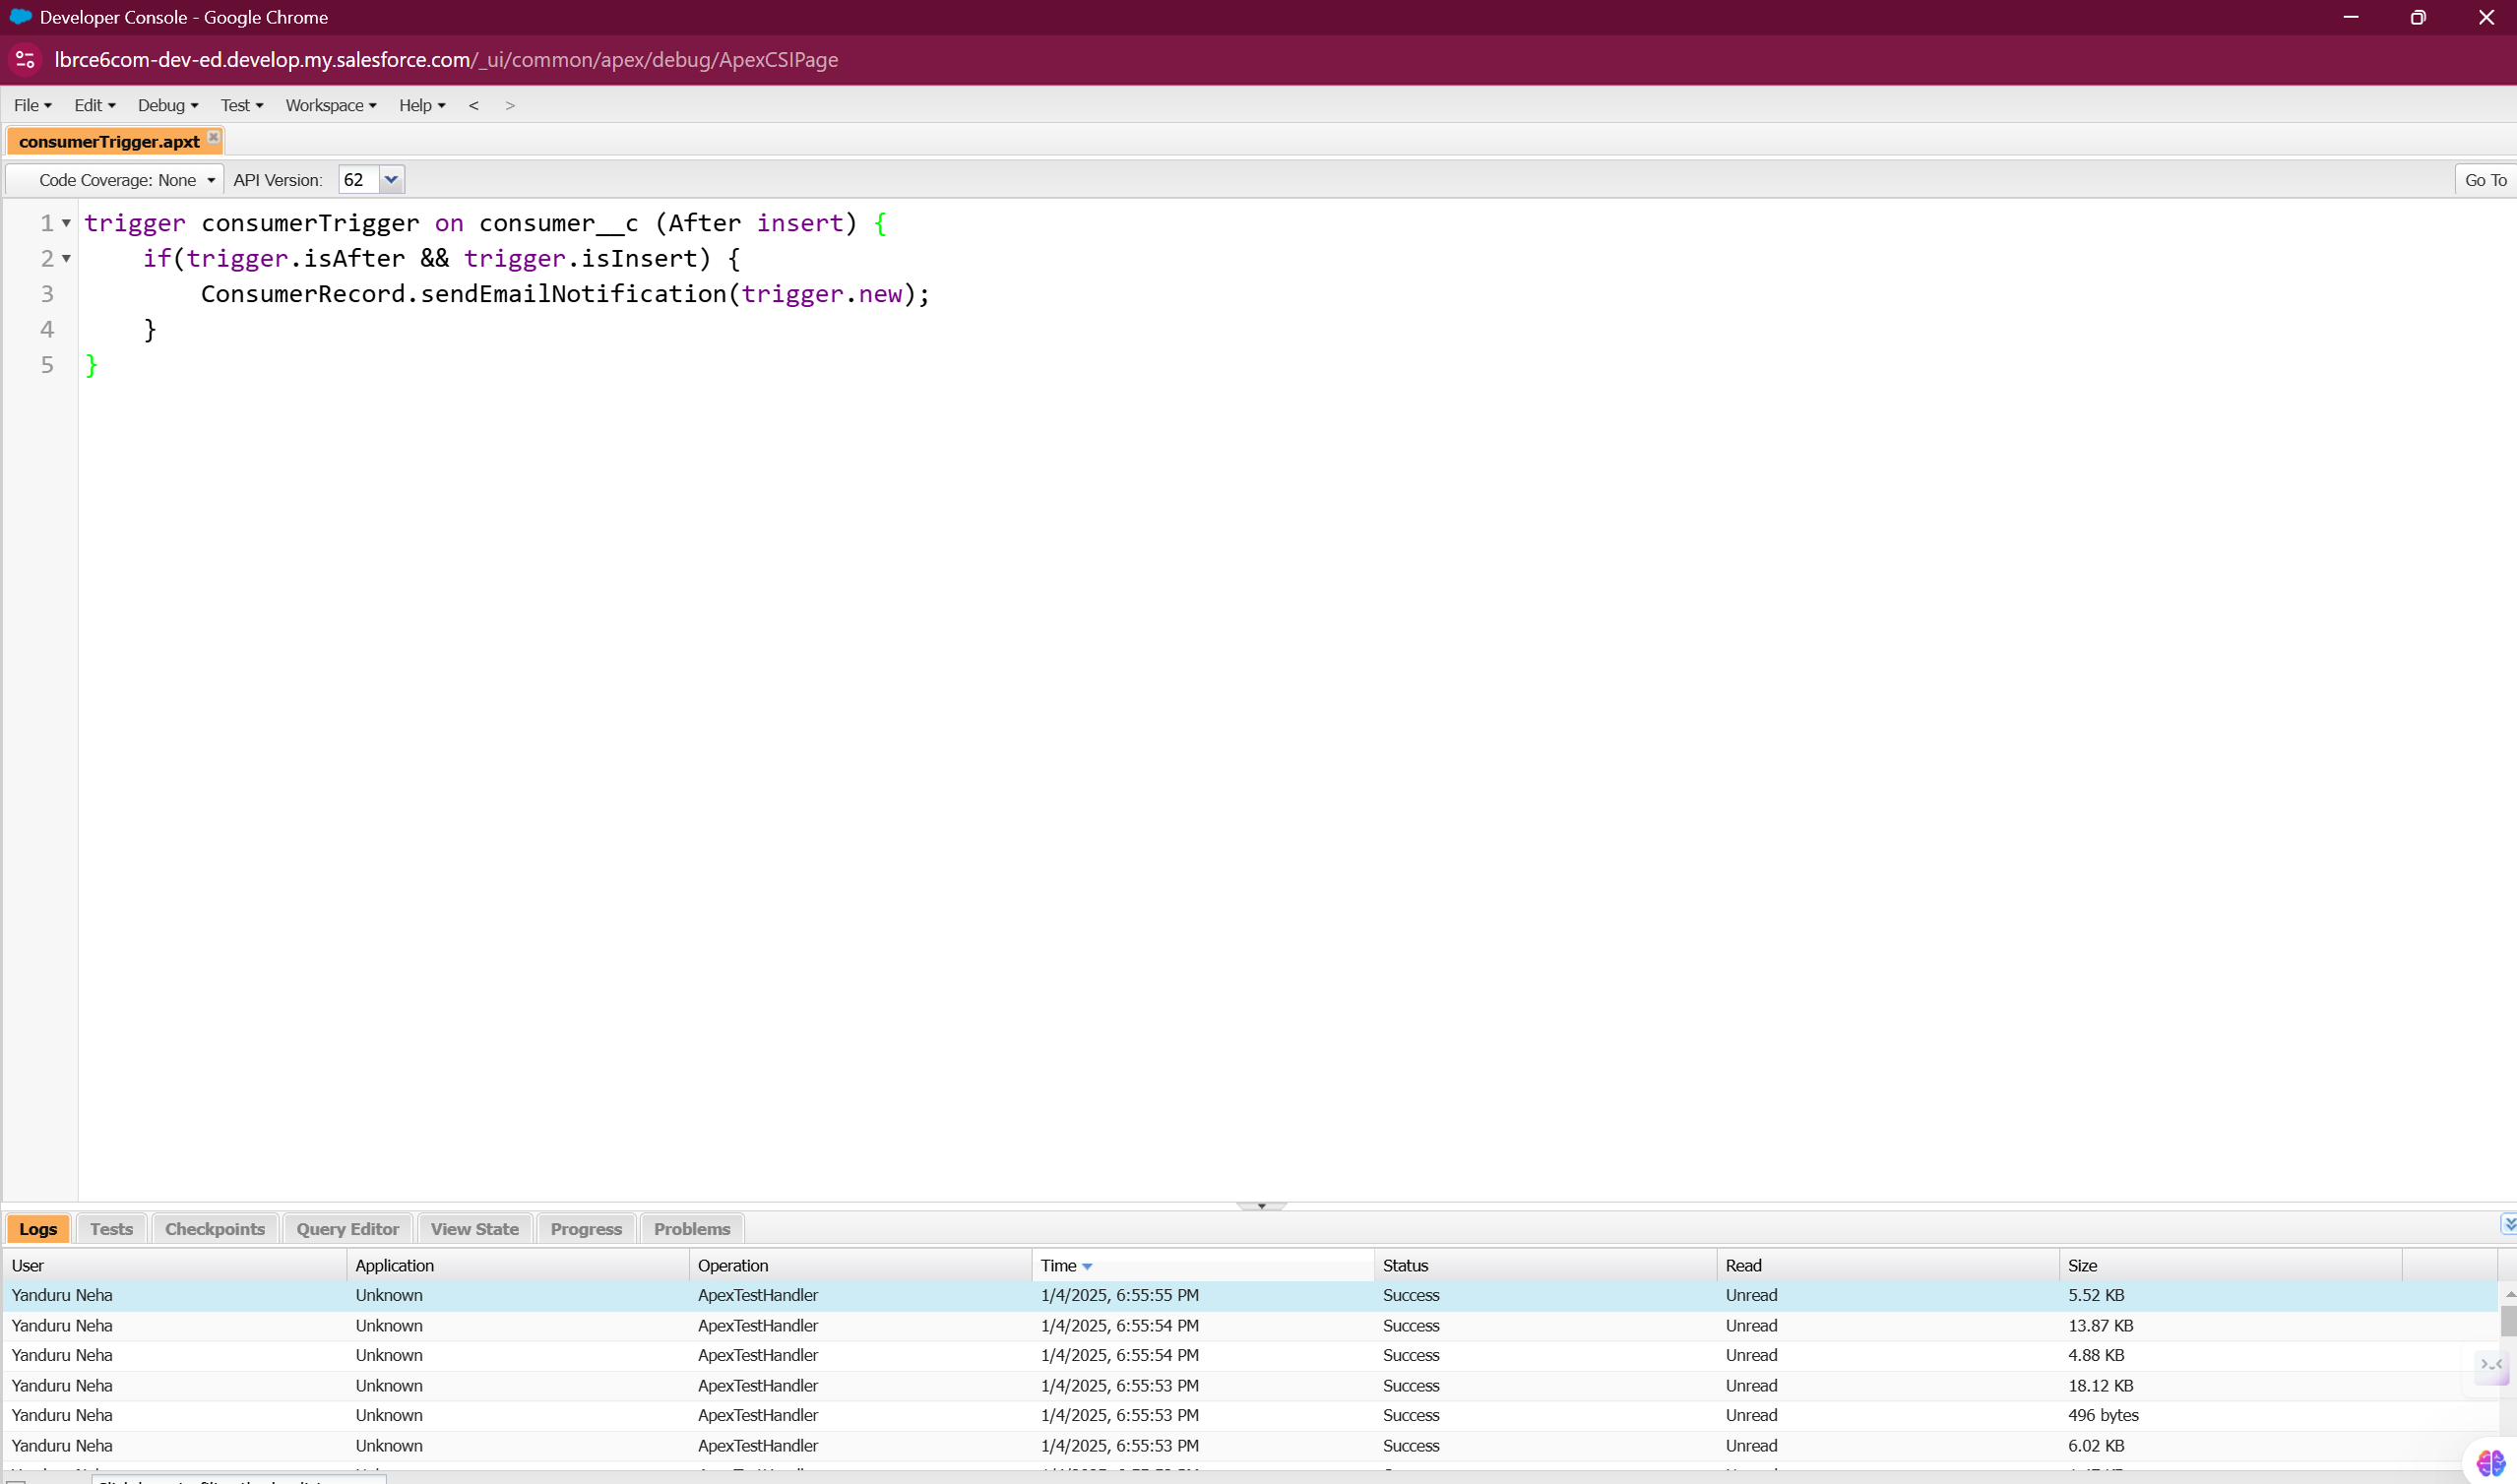 Developer Console - Google Chrome
lbrce6com-dev-ed.develop.my.salesforce.com/_ui/common/apex/debug/ApexCSIPage
File Edit Debug Test Workspace Help < >
consumerTrigger.apxt
Code Coverage: None API Version: 62 Go To
1 trigger consumerTrigger on consumer__c (After insert) {
2 if(trigger.isAfter && trigger.isInsert) {
3 ConsumerRecord.sendEmailNotification(trigger.new);
4 }
5 }
Logs Tests Checkpoints Query Editor View State Progress Problems
User Application Operation Time Status Read Size
Yanduru Neha Unknown ApexTestHandler 1/4/2025, 6:55:55 PM Success Unread 5.52 KB
Yanduru Neha Unknown ApexTestHandler 1/4/2025, 6:55:54 PM Success Unread 13.87 KB
Yanduru Neha Unknown ApexTestHandler 1/4/2025, 6:55:54 PM Success Unread 4.88 KB
Yanduru Neha Unknown ApexTestHandler 1/4/2025, 6:55:53 PM Success Unread 18.12 KB
Yanduru Neha Unknown ApexTestHandler 1/4/2025, 6:55:53 PM Success Unread 496 bytes
Yanduru Neha Unknown ApexTestHandler 1/4/2025, 6:55:53 PM Success Unread 6.02 KB